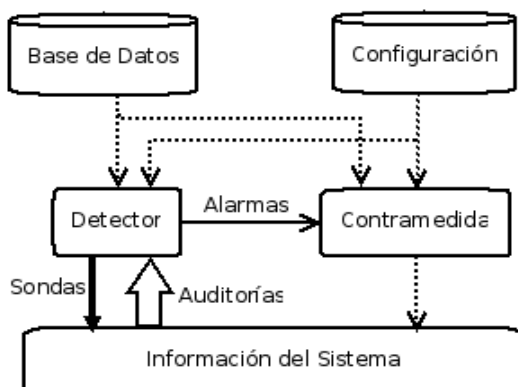 Base de Datos
Configuración
Detector
Alarmas
Contramedida
Sondas
Auditorías
Información del Sistema